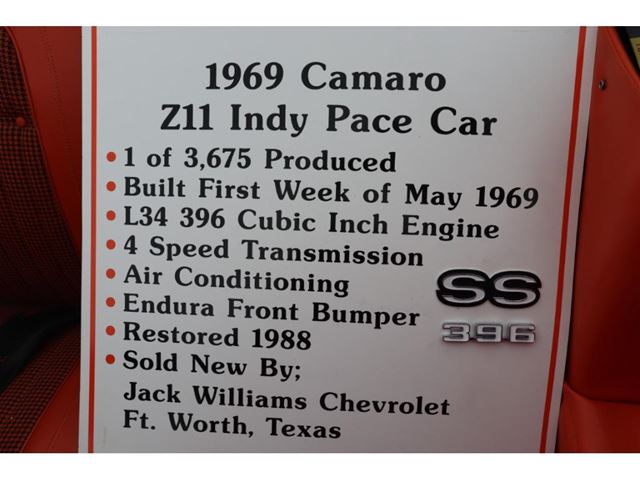 1969 Camaro
Z11 Indy Pace Car
• 1 of 3,675 Produced
• Built First Week of May 1969
• L34 396 Cubic Inch Engine
• 4 Speed Transmission
• Air Conditioning
• Endura Front Bumper
• Restored 1988
• Sold New By;
Jack Williams Chevrolet
Ft. Worth, Texas
SS
396